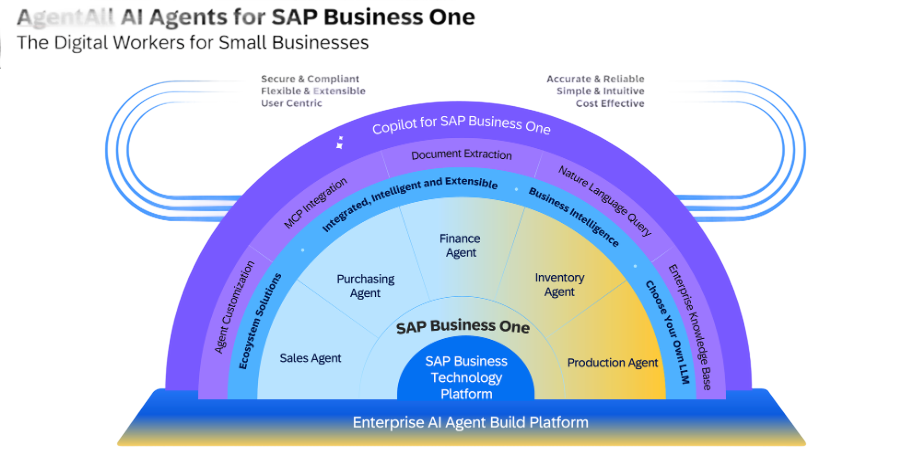 AgentAll AI Agents for SAP Business One
The Digital Workers for Small Businesses
Secure & Compliant
Flexible & Extensible
User Centric
Accurate & Reliable
Simple & Intuitive
Cost Effective
Copilot for SAP Business One
Agent Customization
MCP Integration
Document Extraction
Nature Language Query
Enterprise Knowledge Base
Ecosystem Solutions
Integrated, Intelligent and Extensible
Business Intelligence
Choose Your Own LLM
Sales Agent
Purchasing
Agent
Finance
Agent
Inventory
Agent
Production Agent
SAP Business One
SAP Business
Technology
Platform
Enterprise AI Agent Build Platform